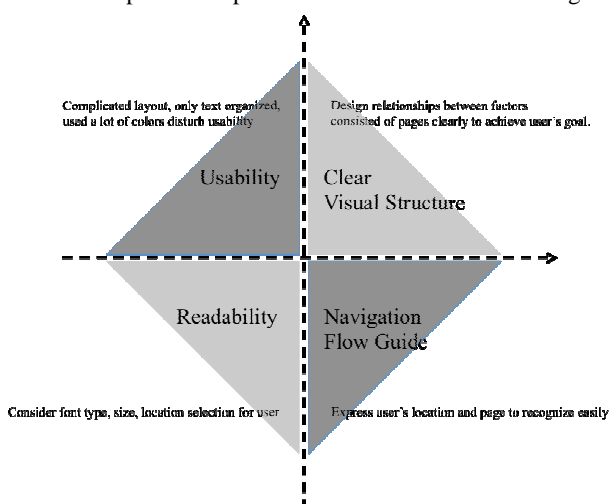 Complicated layout, only text organized,
used a lot of colors disturb usability
Design relationships between factors
consisted of pages clearly to achieve user's goal.
Usability
Clear
Visual Structure
Readability
Navigation
Flow Guide
Consider font type, size, location selection for user
Express user's location and page to recognize easily